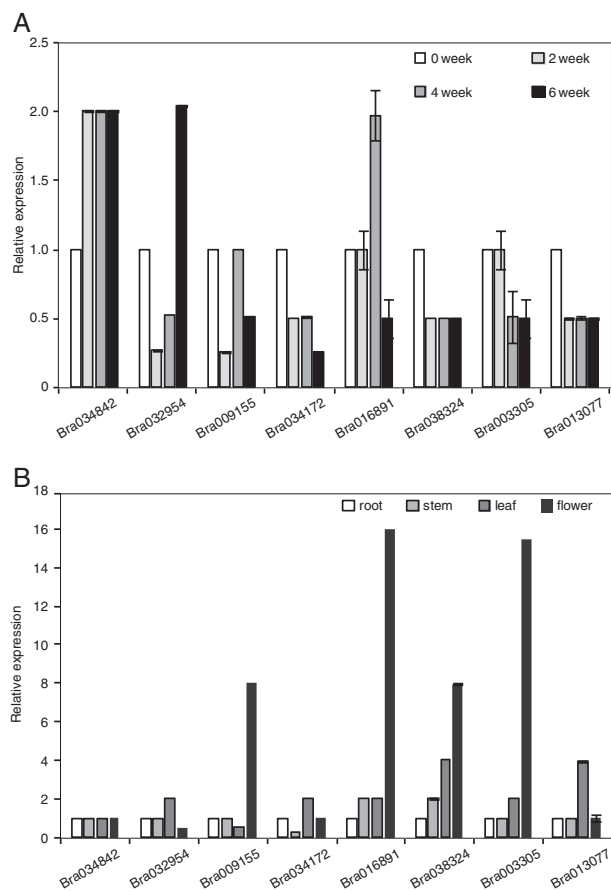 A
2.5
2.0
1.5
1.0
0.5
0
Relative expression
0 week
2 week
4 week
6 week
Bra034842
Bra032954
Bra009155
Bra034172
Bra016891
Bra038324
Bra003305
Bra013077
B
18
16
14
12
10
8
6
4
2
0
Relative expression
root
stem
leaf
flower
Bra034842
Bra032954
Bra009155
Bra034172
Bra016891
Bra038324
Bra003305
Bra013077